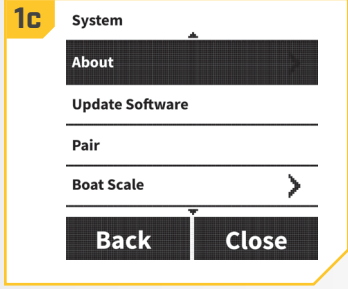 1c
System
About
Update Software
Pair
Boat Scale
Back Close